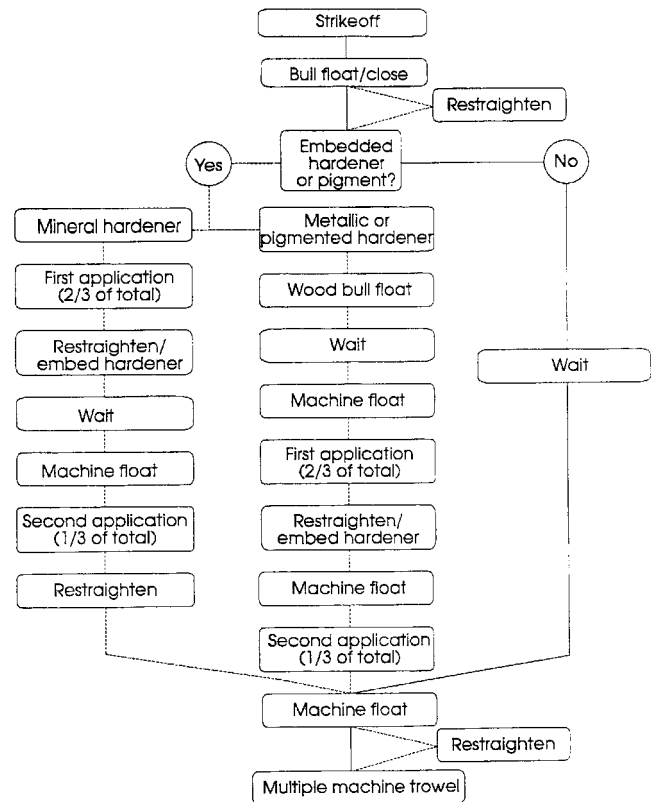 Strikeoff
Bull float/close
Restraighten
Embedded
hardener
or pigment?
Yes
No
Mineral hardener
First application
(2/3 of total)
Restraighten/
embed hardener
Wait
Machine float
Second application
(1/3 of total)
Restraighten
Metallic or
pigmented hardener
Wood bull float
Wait
Machine float
First application
(2/3 of total)
Restraighten/
embed hardener
Machine float
Second application
(1/3 of total)
Wait
Machine float
Restraighten
Multiple machine trowel